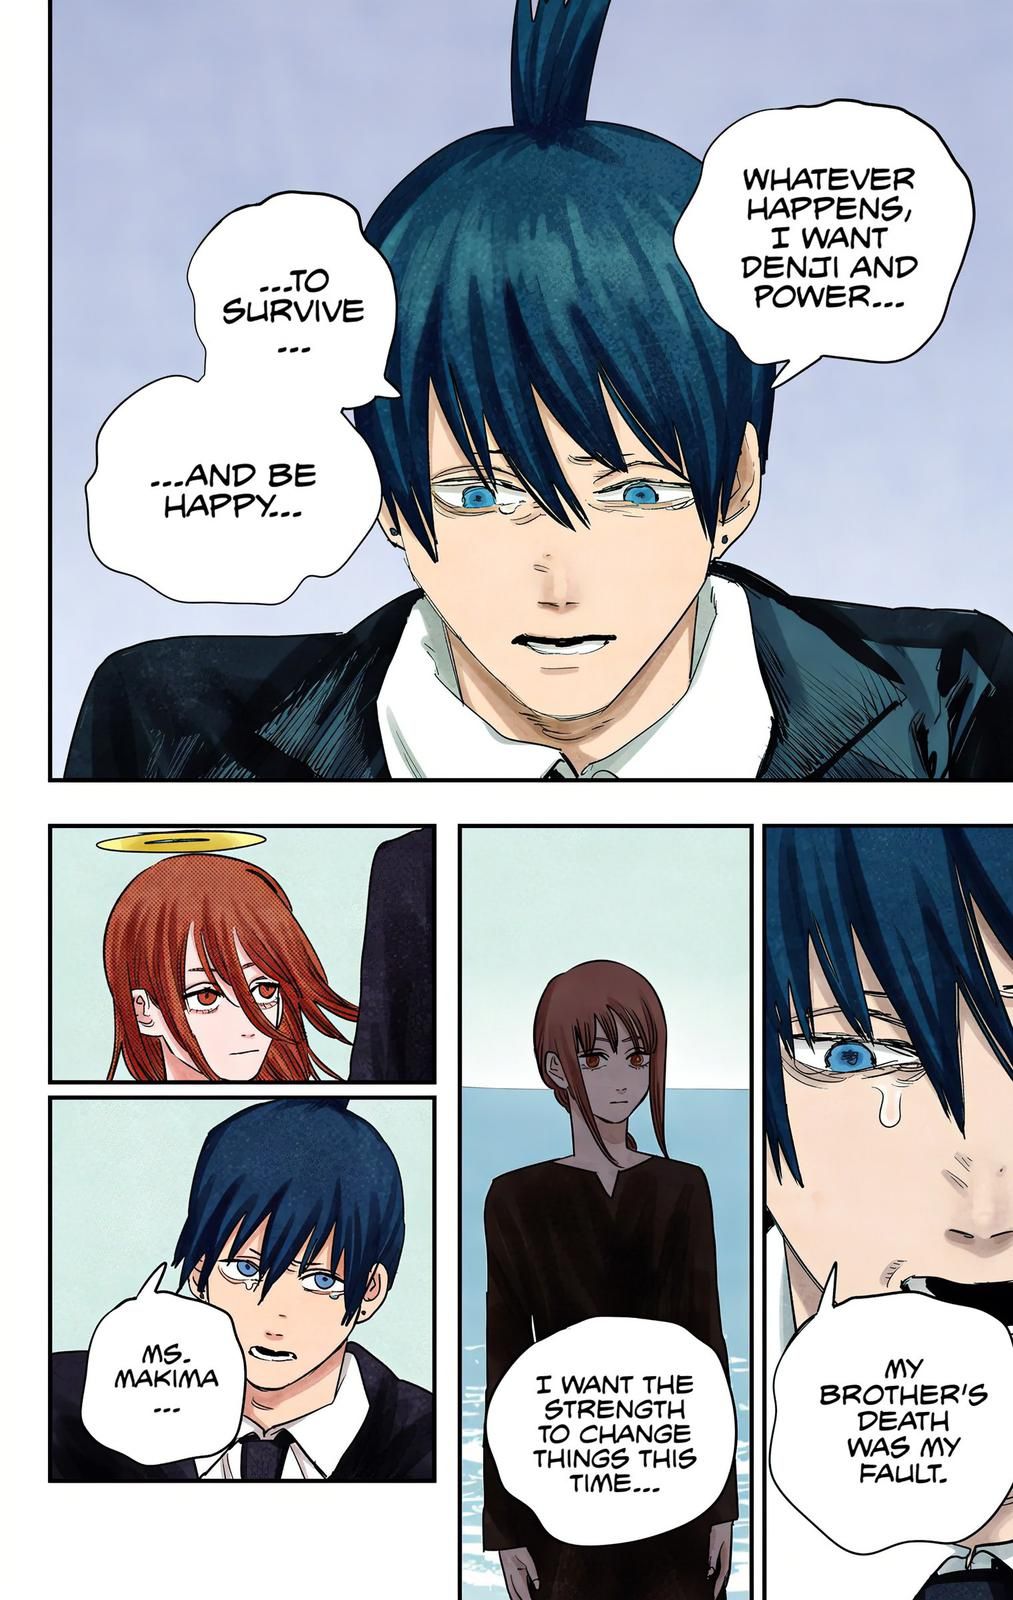 WHATEVER
HAPPENS,
I WANT
DENJI AND
POWER...
...TO
SURVIVE
...
...AND BE
HAPPY...
MY
BROTHER'S
DEATH
WAS MY
FAULT.
I WANT THE
STRENGTH
TO CHANGE
THINGS THIS
TIME...
MS.
MAKIMA
...